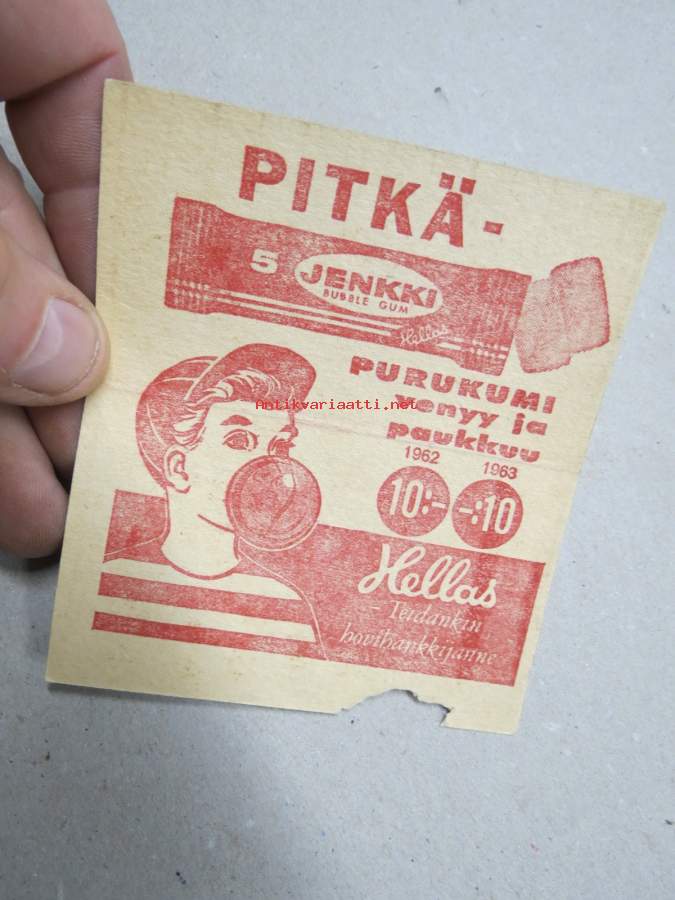 PITKÄ-
5 JENKKI
BUBBLE GUM
Hellas
PURUKUMI
venyy ja
paukkuu
Antikvariaatti.net
1962 1963
10:- -:10
Hellas
- Teidänkin
hovihankkijanne